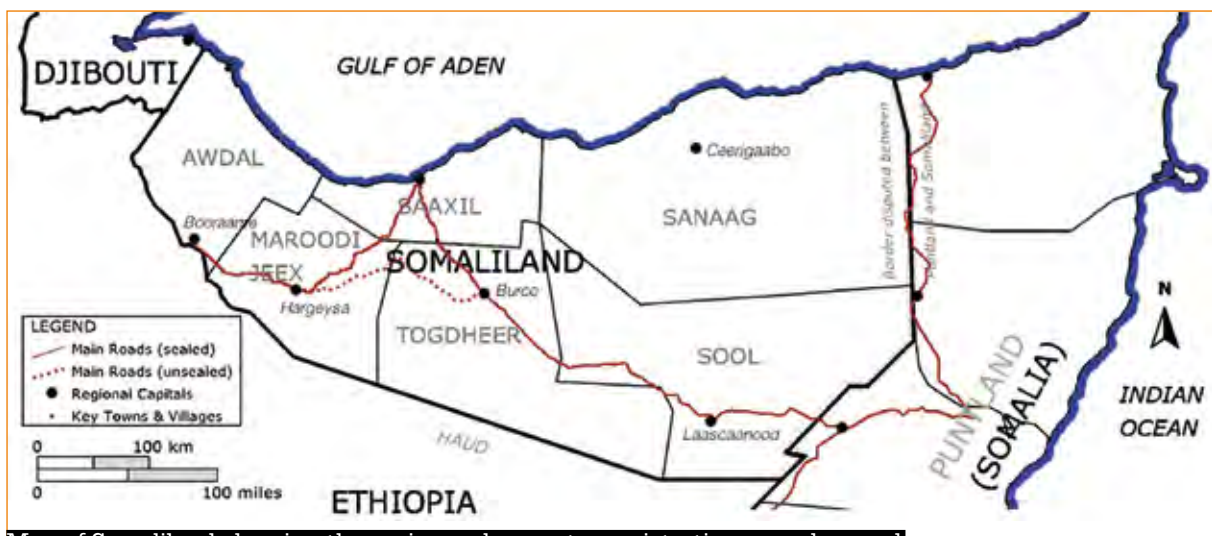 DJIBOUTI
GULF OF ADEN
AWDAL
Ceerigaabo
Border disputed between
Puntland and Somaliland
SAAXIL
SANAAG
Booraame
MAROODI
JEEX
SOMALILAND
Hargeysa
Burco
N
LEGEND
Main Roads (sealed)
Main Roads (unsealed)
Regional Capitals
Key Towns & Villages
TOGDHEER
SOOL
PUNTLAND
(SOMALIA)
INDIAN
OCEAN
Laascaanood
HAUD
0 100 km
0 100 miles
ETHIOPIA